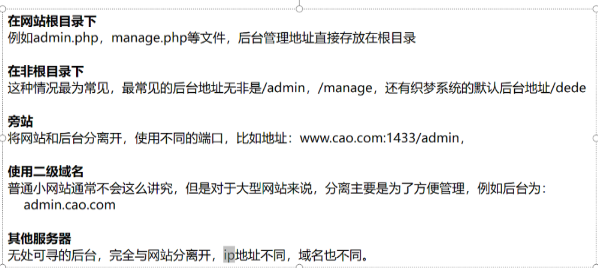 在网站根目录下
例如admin.php，manage.php等文件，后台管理地址直接存放在根目录
在非根目录下
这种情况最为常见，最常见的后台地址无非是/admin，/manage，还有织梦系统的默认后台地址/dede
旁站
将网站和后台分离开，使用不同的端口，比如地址：www.cao.com:1433/admin，
使用二级域名
普通小网站通常不会这么讲究，但是对于大型网站来说，分离主要是为了方便管理，例如后台为：
admin.cao.com
其他服务器
无处可寻的后台，完全与网站分离开，ip地址不同，域名也不同。